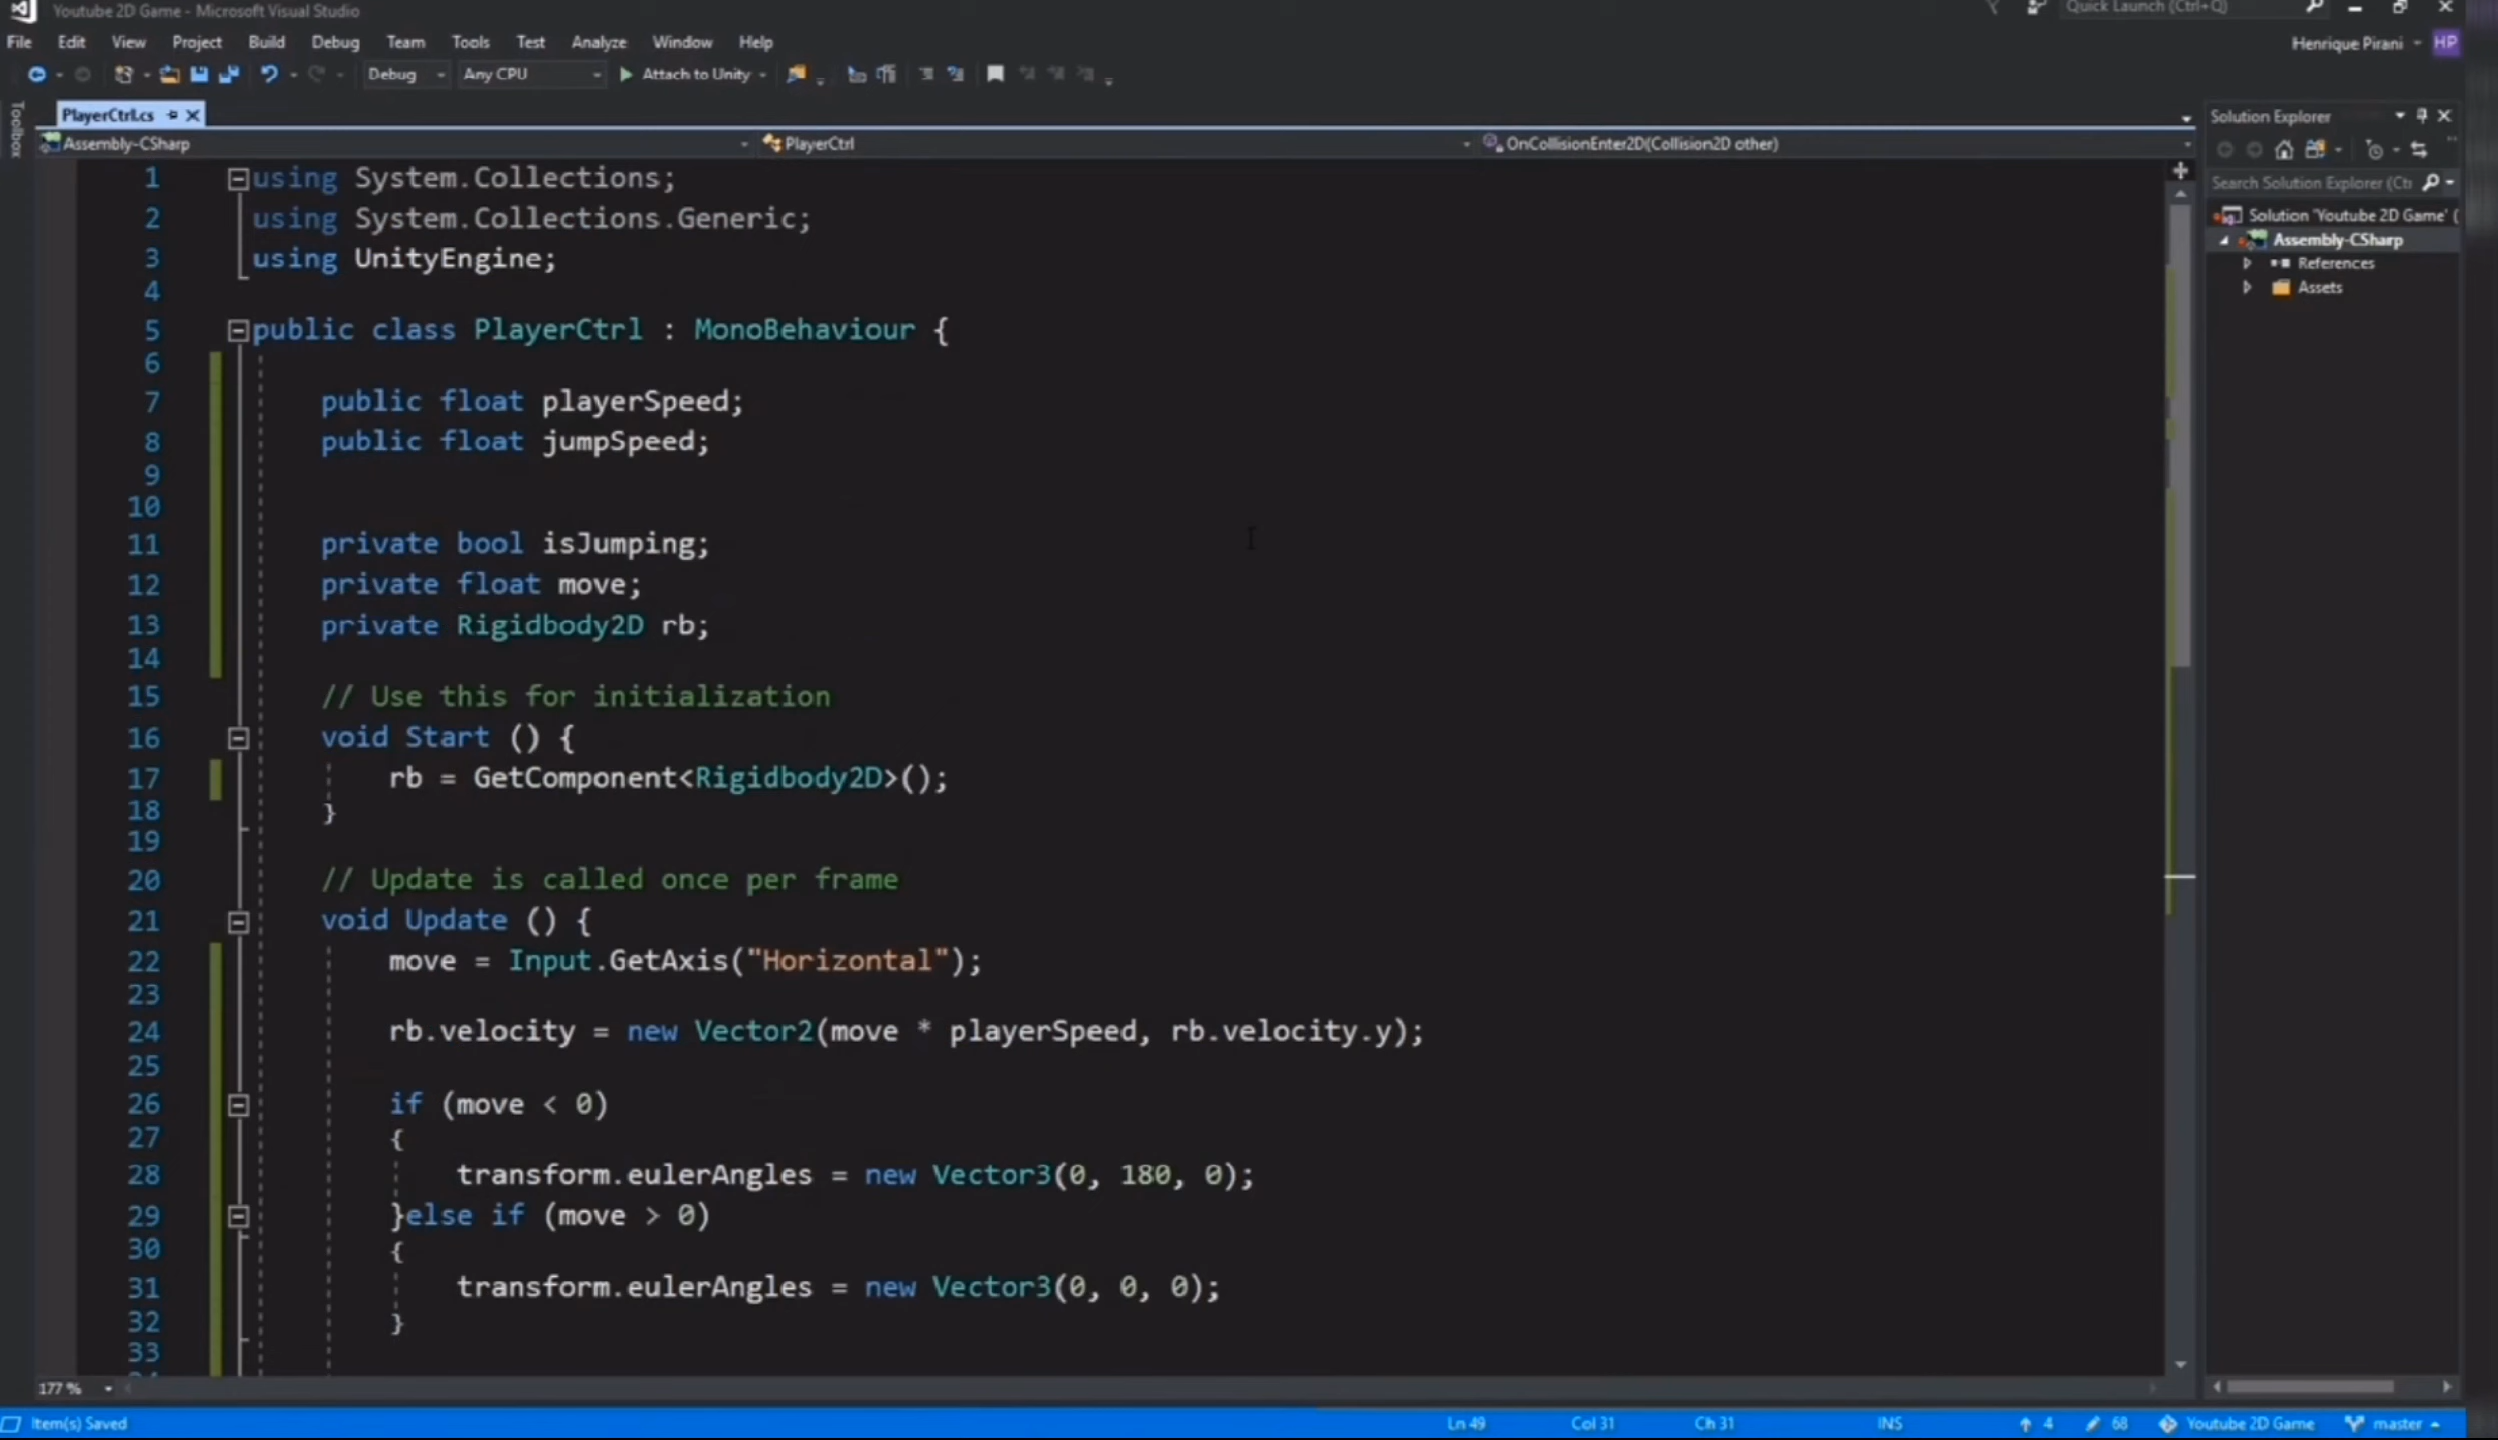 Youtube 2D Game - Microsoft Visual Studio
Quick Launch (Ctrl+Q)
File Edit View Project Build Debug Team Tools Test Analyze Window Help
Henrique Pirani HP
Debug Any CPU Attach to Unity
Toolbox
PlayerCtrl.cs
Solution Explorer
Assembly-CSharp PlayerCtrl OnCollisionEnter2D(Collision2D other)
Search Solution Explorer (Ctr
Solution 'Youtube 2D Game' (
Assembly-CSharp
References
Assets
1 using System.Collections;
2 using System.Collections.Generic;
3 using UnityEngine;
4
5 public class PlayerCtrl : MonoBehaviour {
6
7 public float playerSpeed;
8 public float jumpSpeed;
9
10
11 private bool isJumping;
12 private float move;
13 private Rigidbody2D rb;
14
15 // Use this for initialization
16 void Start () {
17 rb = GetComponent<Rigidbody2D>();
18 }
19
20 // Update is called once per frame
21 void Update () {
22 move = Input.GetAxis("Horizontal");
23
24 rb.velocity = new Vector2(move * playerSpeed, rb.velocity.y);
25
26 if (move < 0)
27 {
28 transform.eulerAngles = new Vector3(0, 180, 0);
29 }else if (move > 0)
30 {
31 transform.eulerAngles = new Vector3(0, 0, 0);
32 }
33
177 %
Item(s) Saved Ln 49 Col 31 Ch 31 INS 4 68 Youtube 2D Game master